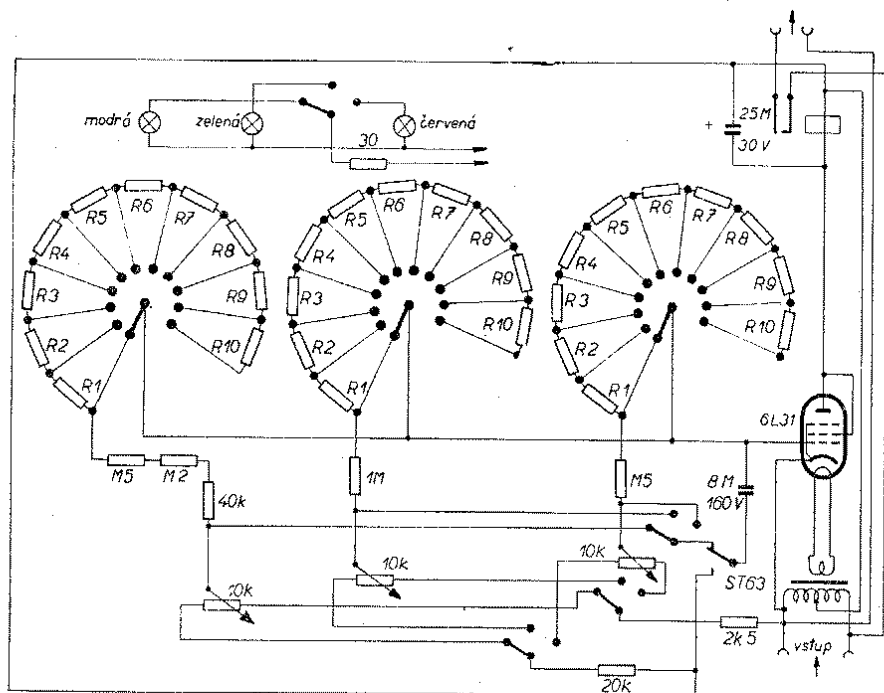 modrá
zelená
červená
30
25M
+
30V
R1
R2
R3
R4
R5
R6
R7
R8
R9
R10
R1
R2
R3
R4
R5
R6
R7
R8
R9
R10
R1
R2
R3
R4
R5
R6
R7
R8
R9
R10
6L31
M5
M2
40k
1M
M5
8M
160V
10k
10k
10k
ST63
2k5
vstup
20k